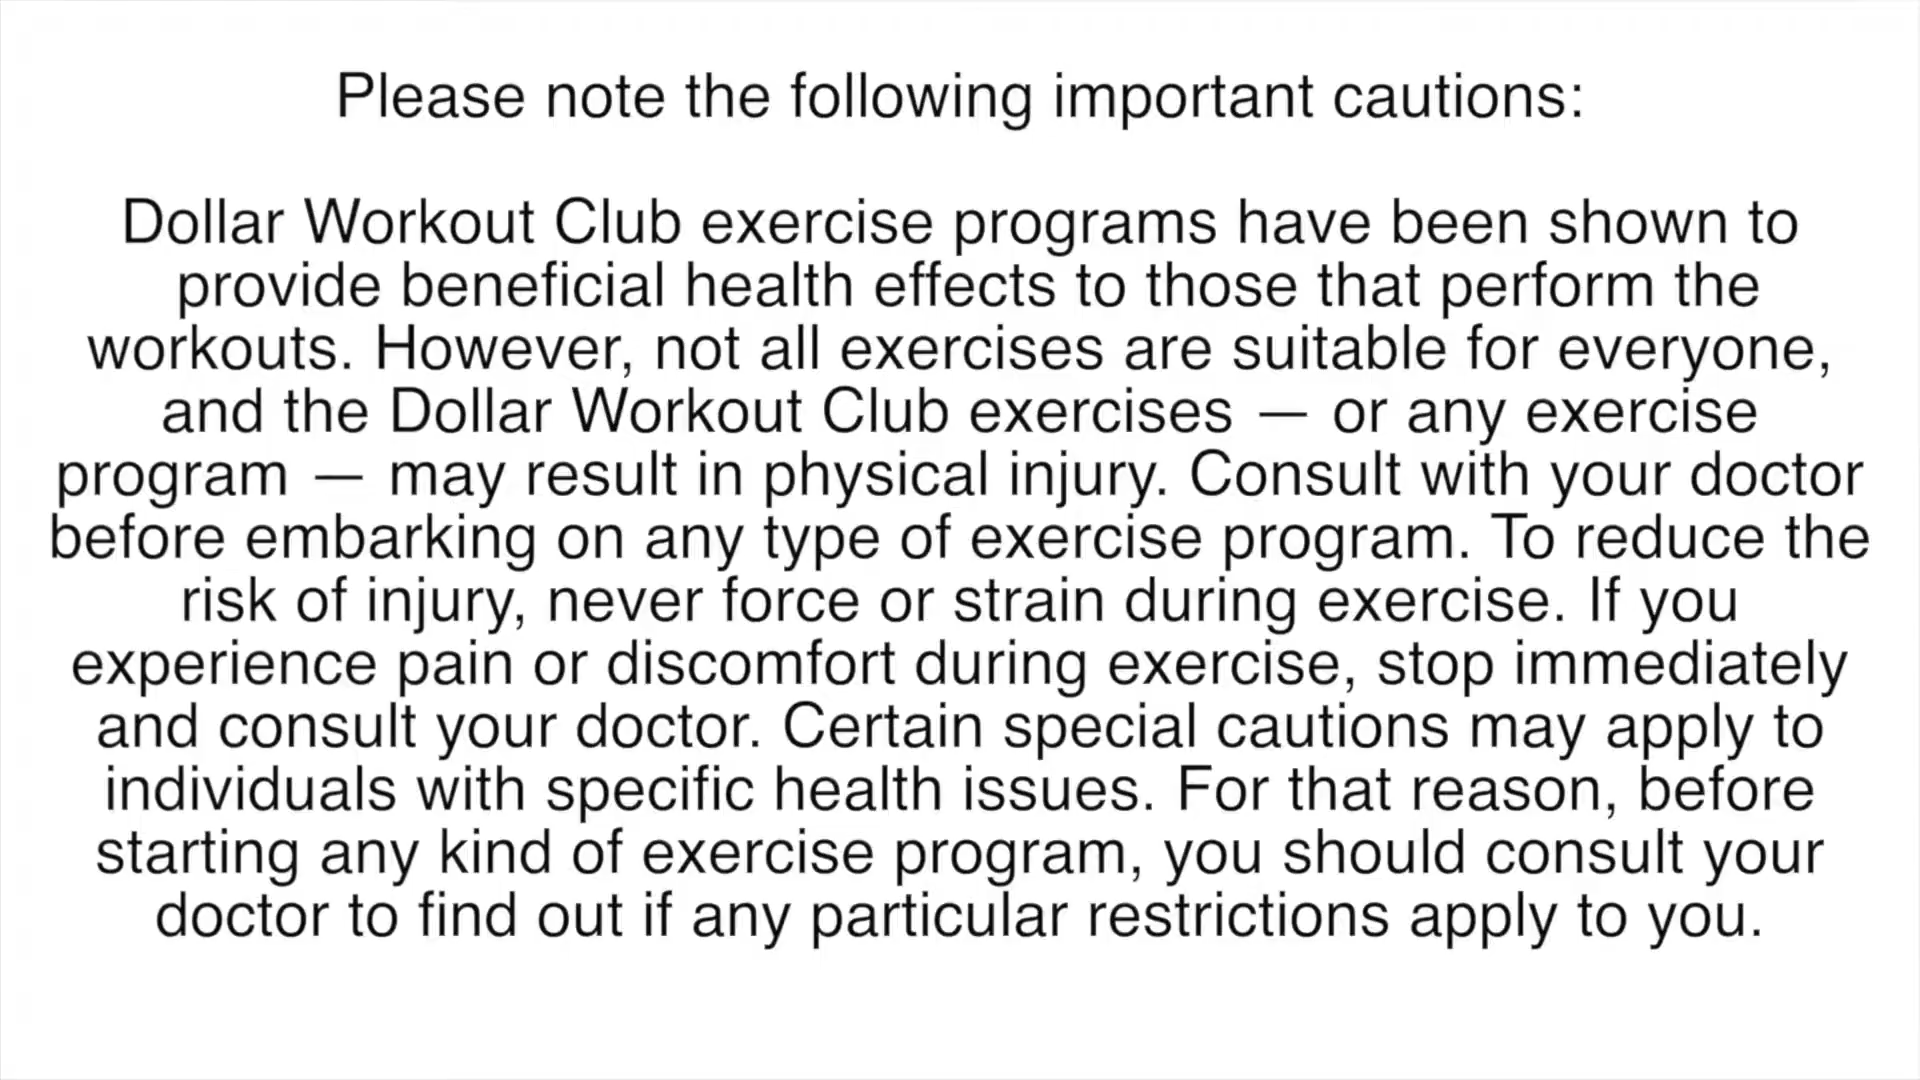 Please note the following important cautions:
Dollar Workout Club exercise programs have been shown to
provide beneficial health effects to those that perform the
workouts. However, not all exercises are suitable for everyone,
and the Dollar Workout Club exercises — or any exercise
program — may result in physical injury. Consult with your doctor
before embarking on any type of exercise program. To reduce the
risk of injury, never force or strain during exercise. If you
experience pain or discomfort during exercise, stop immediately
and consult your doctor. Certain special cautions may apply to
individuals with specific health issues. For that reason, before
starting any kind of exercise program, you should consult your
doctor to find out if any particular restrictions apply to you.